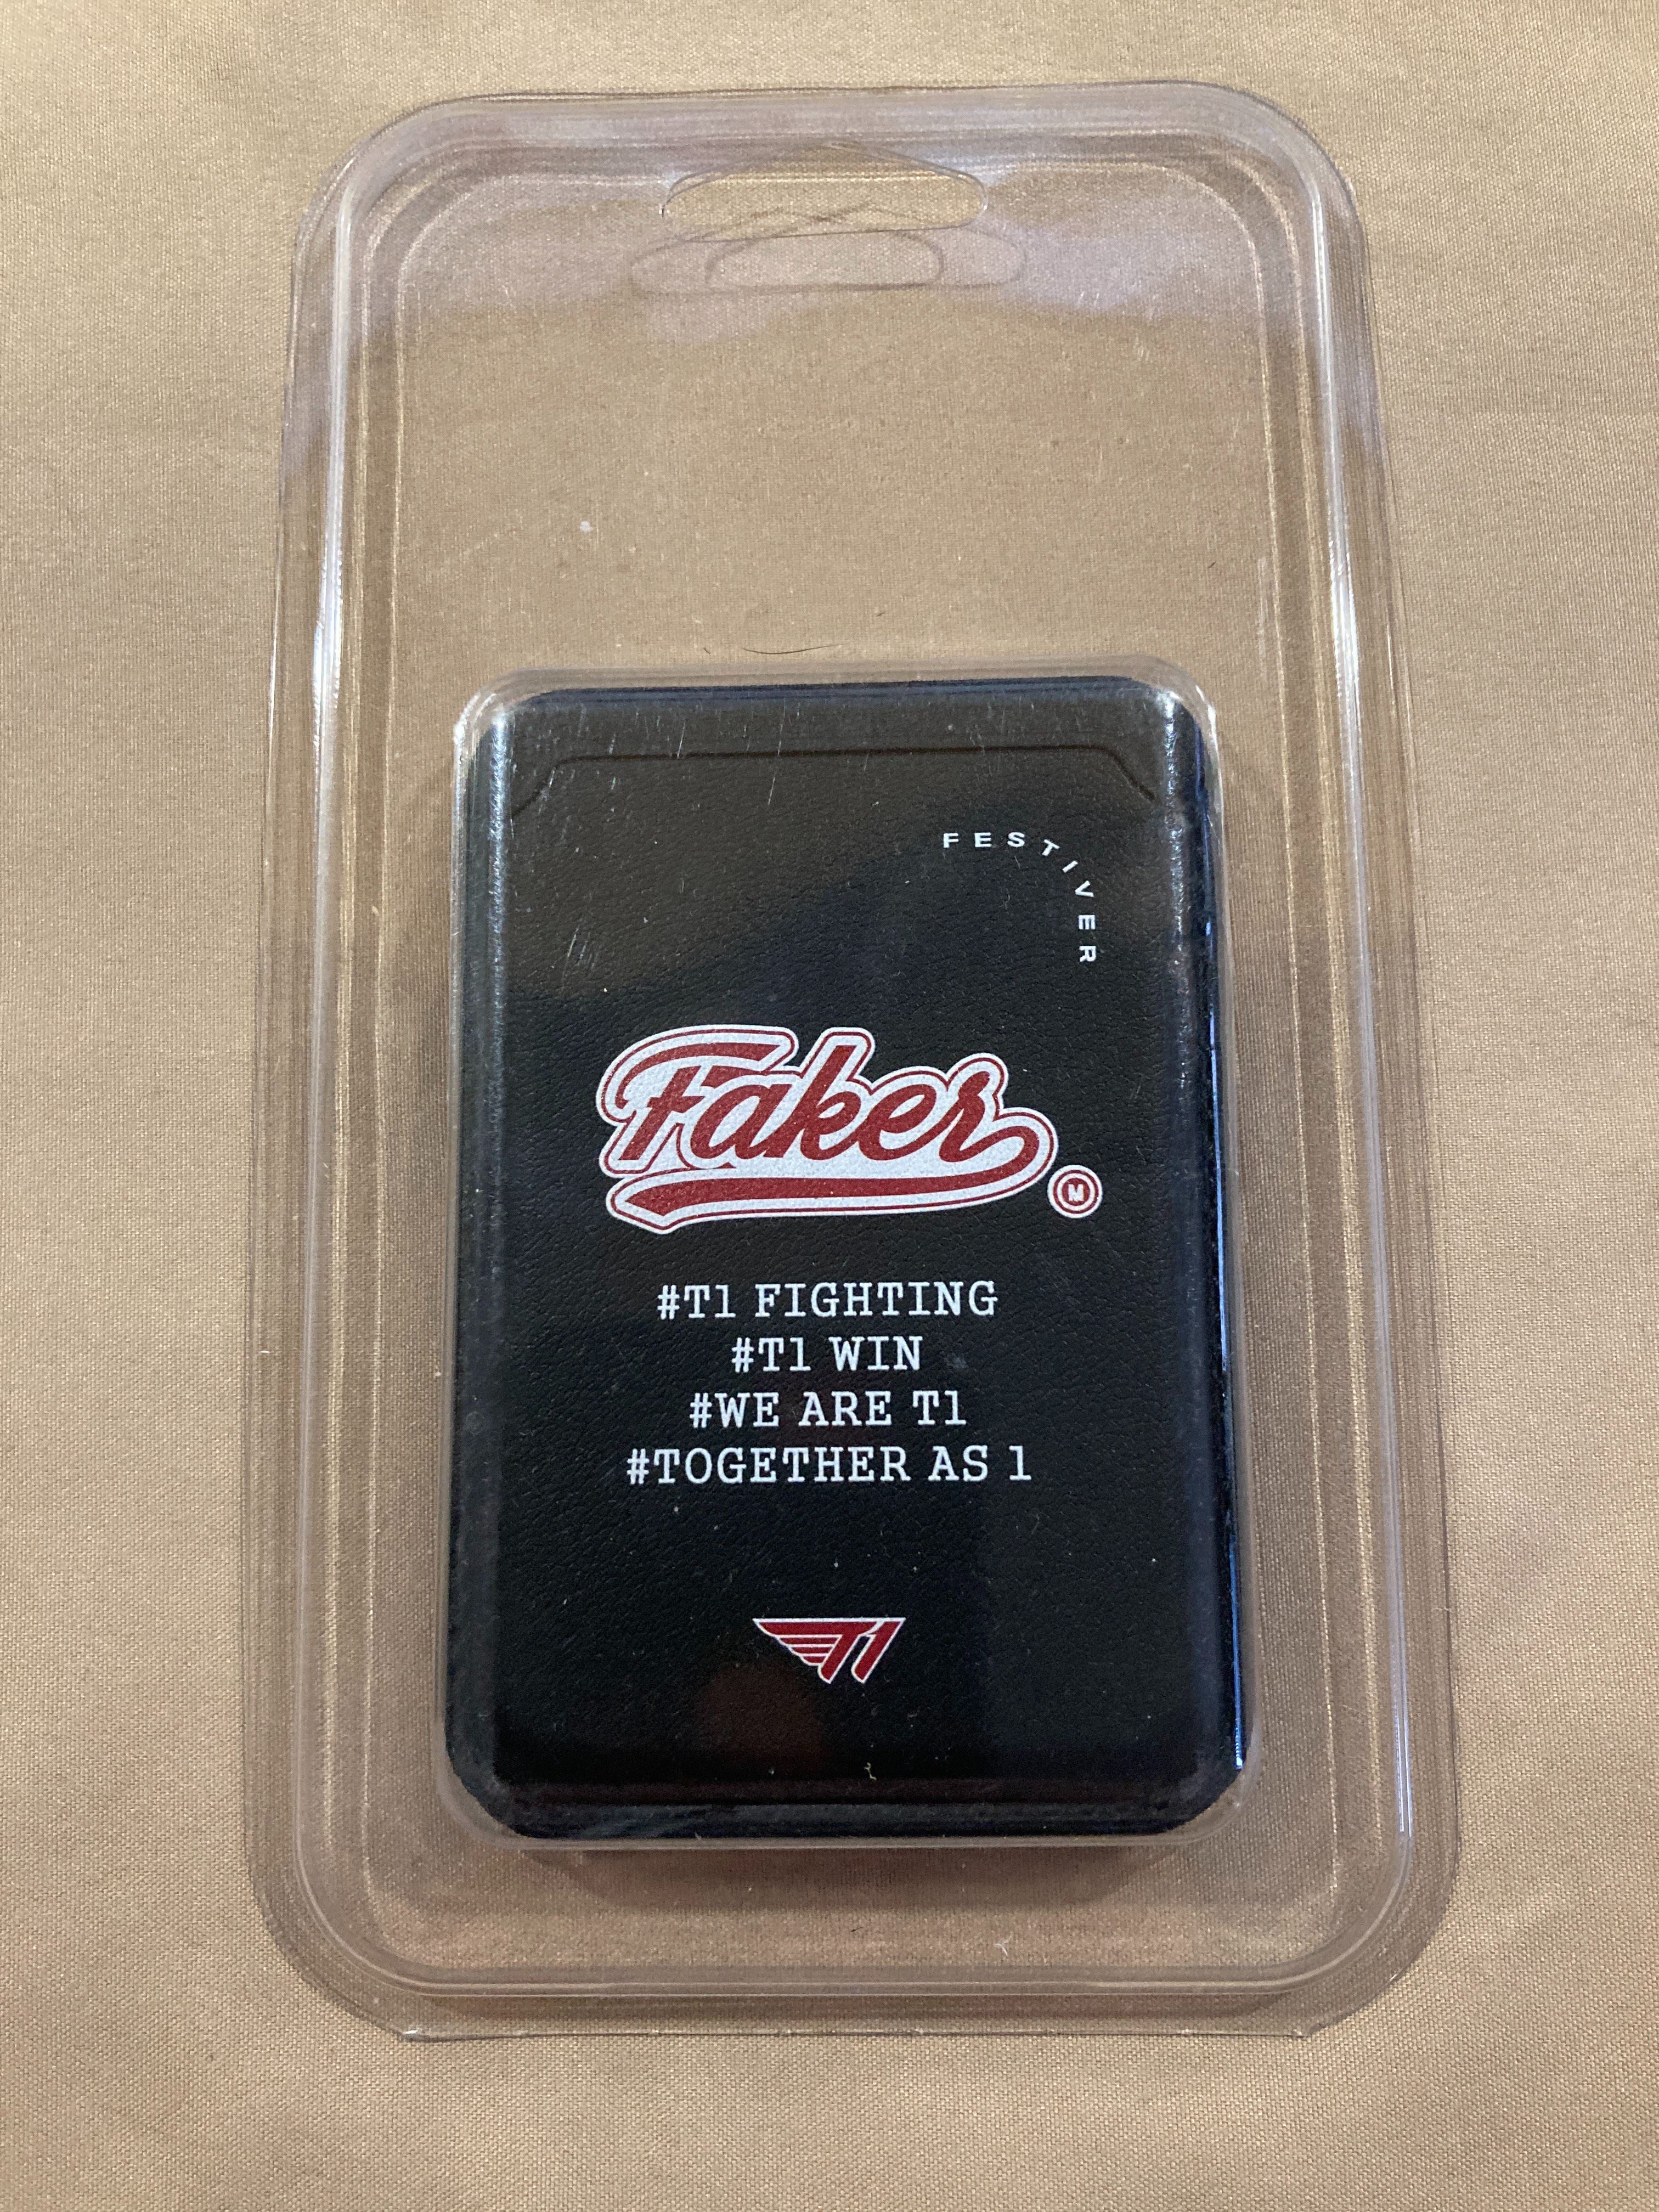 FESTIVER
Faker
M
#T1 FIGHTING
#T1 WIN
#WE ARE T1
#TOGETHER AS 1
T1